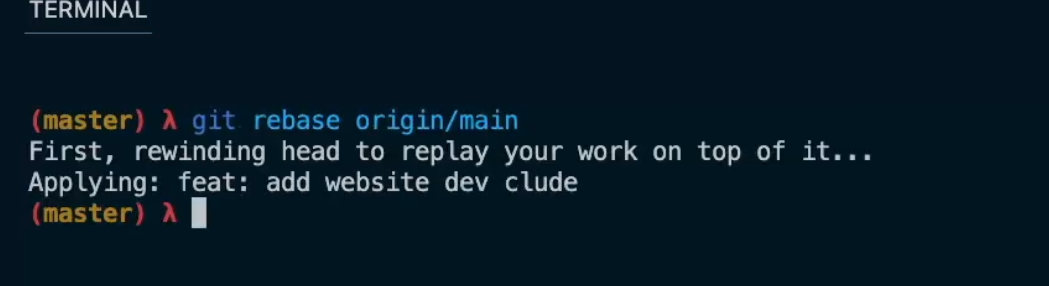 TERMINAL
(master) λ git rebase origin/main
First, rewinding head to replay your work on top of it...
Applying: feat: add website dev clude
(master) λ